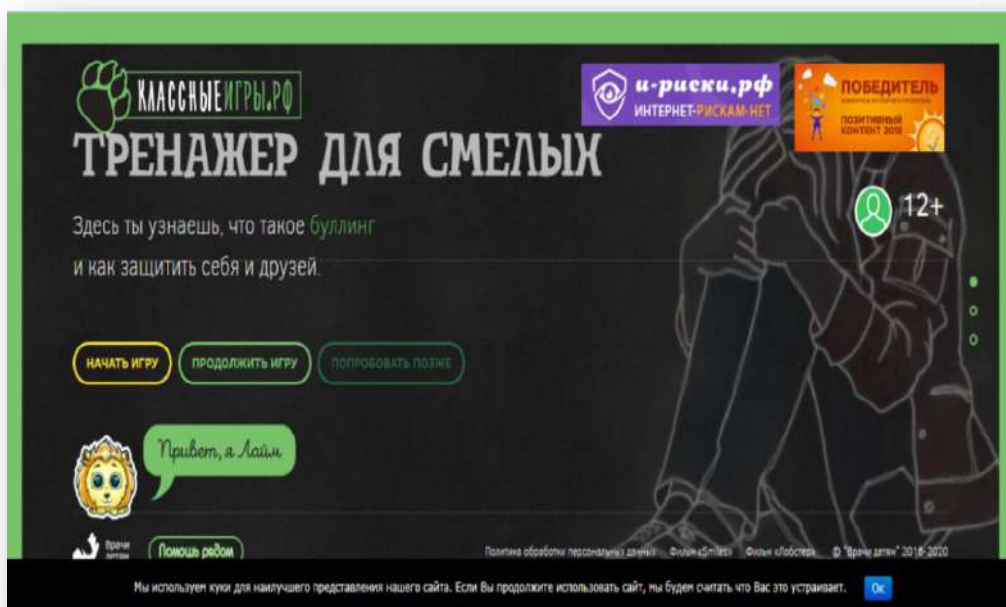 КЛАССНЫЕИГРЫ.РФ
и-риски.рф
ИНТЕРНЕТ-РИСКАМ-НЕТ
ПОБЕДИТЕЛЬ
ПОЗИТИВНЫЙ
КОНТЕНТ 2018
ТРЕНАЖЕР ДЛЯ СМЕЛЫХ
12+
Здесь ты узнаешь, что такое буллинг
и как защитить себя и друзей.
НАЧАТЬ ИГРУ
ПРОДОЛЖИТЬ ИГРУ
ПОПРОБОВАТЬ ПОЗЖЕ
Привет, я Лайм
Врачи
детям
Помощь рядом
Политика обработки персональных данных
Фильм «Smiles»
Фильм «Лобстер»
© "Врачи детям" 2016-2020
Мы используем куки для наилучшего представления нашего сайта. Если Вы продолжите использовать сайт, мы будем считать что Вас это устраивает.
Ок